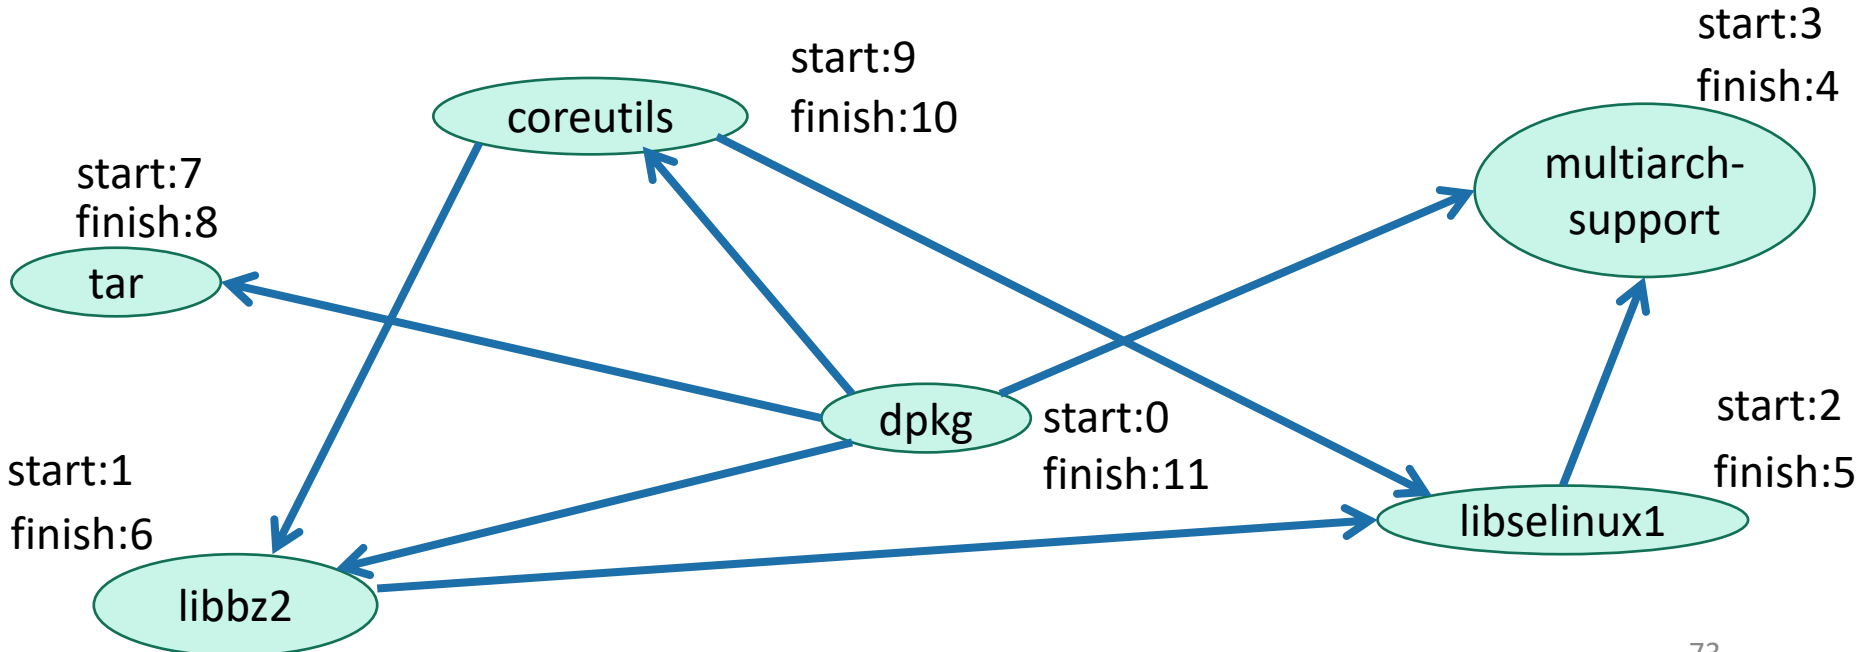 start:3
finish:4
start:9
finish:10
coreutils
multiarch-
support
start:7
finish:8
tar
dpkg
start:0
finish:11
start:2
finish:5
start:1
finish:6
libselinux1
libbz2
73